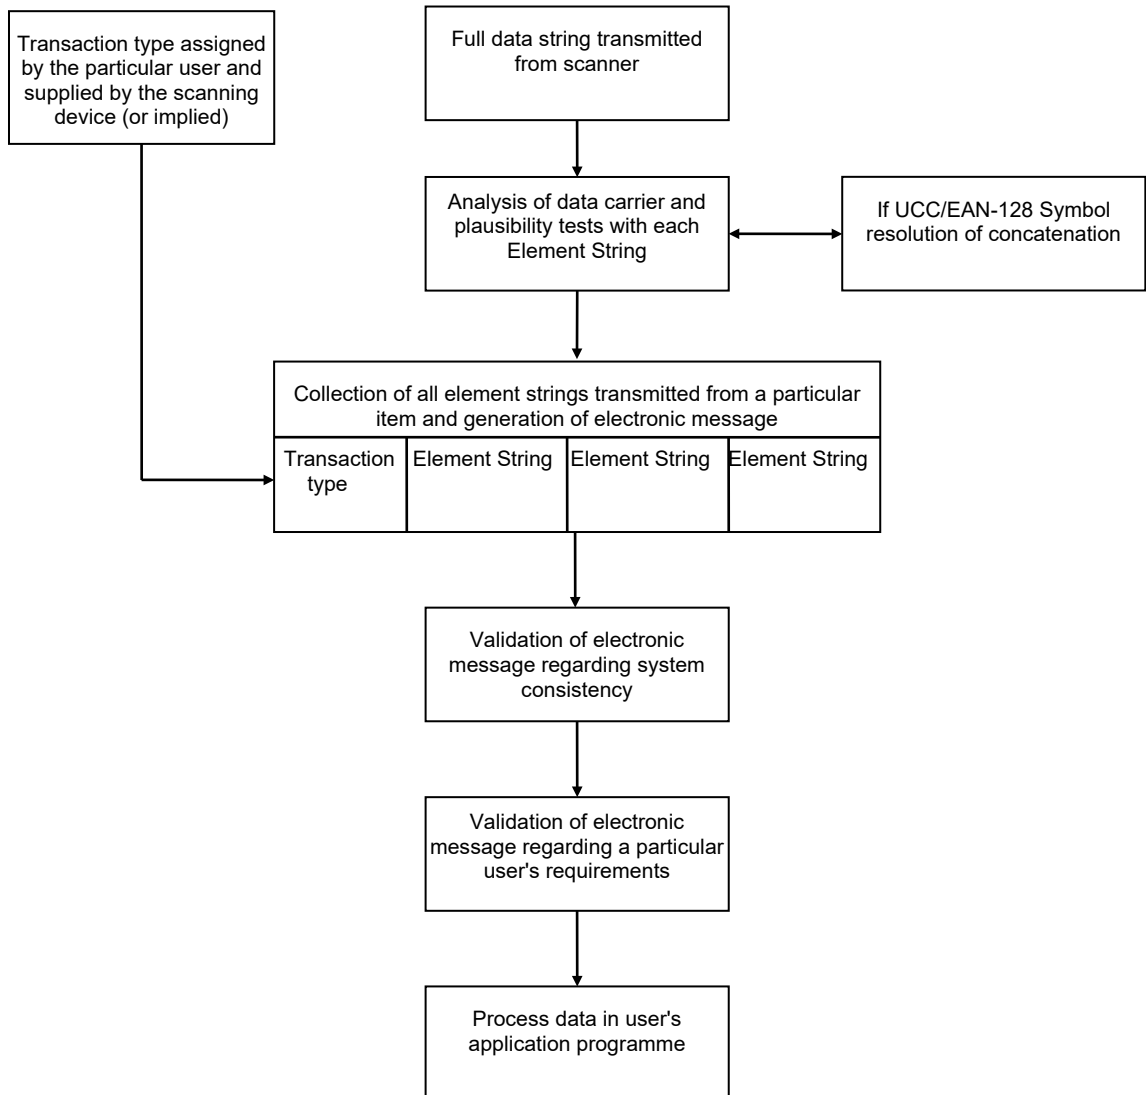 Transaction type assigned
by the particular user and
supplied by the scanning
device (or implied)
Full data string transmitted
from scanner
Analysis of data carrier and
plausibility tests with each
Element String
If UCC/EAN-128 Symbol
resolution of concatenation
Collection of all element strings transmitted from a particular
item and generation of electronic message
Transaction
type
Element String
Element String
Element String
Validation of electronic
message regarding system
consistency
Validation of electronic
message regarding a particular
user's requirements
Process data in user's
application programme